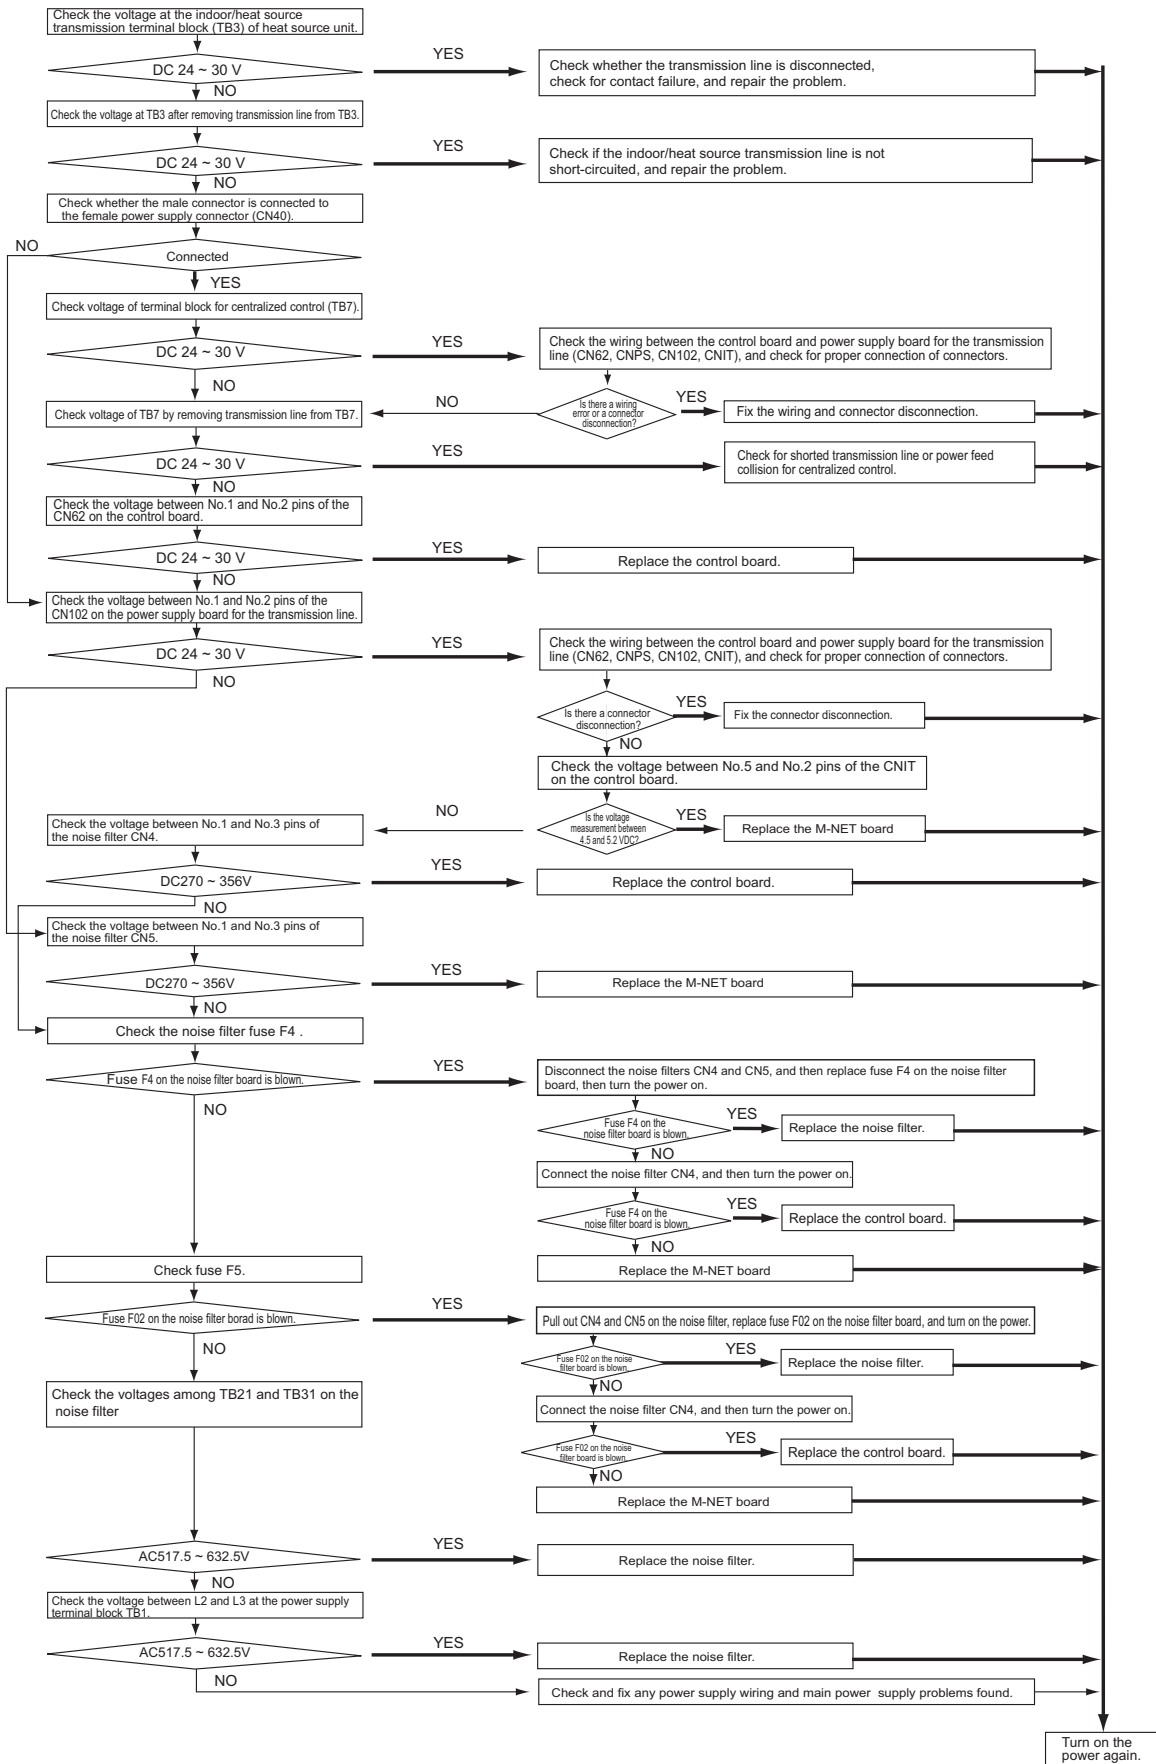 Check the voltage at the indoor/heat source
transmission terminal block (TB3) of heat source unit.
DC 24 ~ 30 V
YES
Check whether the transmission line is disconnected,
check for contact failure, and repair the problem.
NO
Check the voltage at TB3 after removing transmission line from TB3.
DC 24 ~ 30 V
YES
Check if the indoor/heat source transmission line is not
short-circuited, and repair the problem.
NO
Check whether the male connector is connected to
the female power supply connector (CN40).
NO
Connected
YES
Check voltage of terminal block for centralized control (TB7).
DC 24 ~ 30 V
YES
Check the wiring between the control board and power supply board for the transmission
line (CN62, CNPS, CN102, CNIT), and check for proper connection of connectors.
NO
Check voltage of TB7 by removing transmission line from TB7.
NO
Is there a wiring
error or a connector
disconnection?
YES
Fix the wiring and connector disconnection.
DC 24 ~ 30 V
YES
Check for shorted transmission line or power feed
collision for centralized control.
NO
Check the voltage between No.1 and No.2 pins of the
CN62 on the control board.
DC 24 ~ 30 V
YES
Replace the control board.
NO
Check the voltage between No.1 and No.2 pins of the
CN102 on the power supply board for the transmission line.
DC 24 ~ 30 V
YES
Check the wiring between the control board and power supply board for the transmission
line (CN62, CNPS, CN102, CNIT), and check for proper connection of connectors.
NO
Is there a connector
disconnection?
YES
Fix the connector disconnection.
NO
Check the voltage between No.5 and No.2 pins of the CNIT
on the control board.
NO
Is the voltage
measurement between
4.5 and 5.2 VDC?
YES
Replace the M-NET board
Check the voltage between No.1 and No.3 pins of
the noise filter CN4.
DC270 ~ 356V
YES
Replace the control board.
NO
Check the voltage between No.1 and No.3 pins of
the noise filter CN5.
DC270 ~ 356V
YES
Replace the M-NET board
NO
Check the noise filter fuse F4 .
Fuse F4 on the noise filter board is blown.
YES
Disconnect the noise filters CN4 and CN5, and then replace fuse F4 on the noise filter
board, then turn the power on.
NO
Fuse F4 on the
noise filter board is blown.
YES
Replace the noise filter.
NO
Connect the noise filter CN4, and then turn the power on.
Fuse F4 on the
noise filter board is blown.
YES
Replace the control board.
NO
Replace the M-NET board
Check fuse F5.
Fuse F02 on the noise filter borad is blown.
YES
Pull out CN4 and CN5 on the noise filter, replace fuse F02 on the noise filter board, and turn on the power.
NO
Fuse F02 on the noise
filter board is blown.
YES
Replace the noise filter.
NO
Check the voltages among TB21 and TB31 on the
noise filter
Connect the noise filter CN4, and then turn the power on.
Fuse F02 on the noise
filter board is blown.
YES
Replace the control board.
NO
Replace the M-NET board
AC517.5 ~ 632.5V
YES
Replace the noise filter.
NO
Check the voltage between L2 and L3 at the power supply
terminal block TB1.
AC517.5 ~ 632.5V
YES
Replace the noise filter.
NO
Check and fix any power supply wiring and main power supply problems found.
Turn on the
power again.